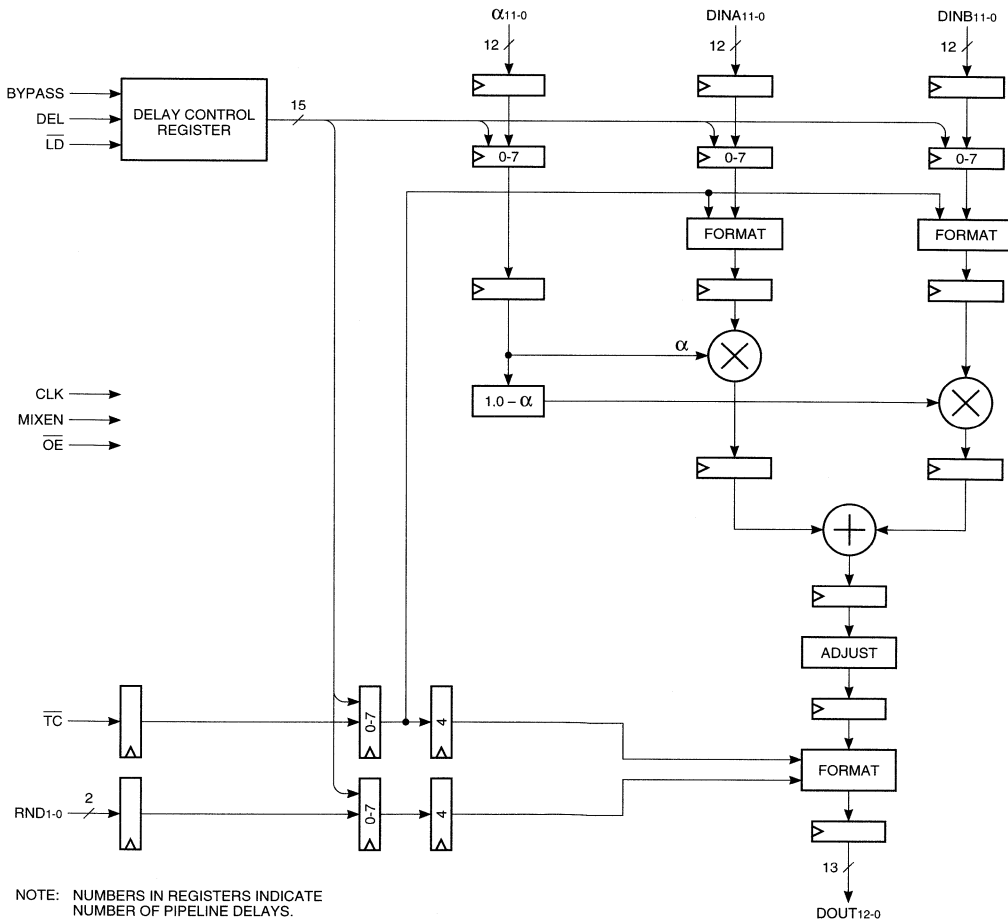 α11-0
DINA11-0
DINB11-0
12
12
12
BYPASS
DEL
LD
DELAY CONTROL
REGISTER
15
0-7
0-7
0-7
FORMAT
FORMAT
α
1.0 – α
CLK
MIXEN
OE
ADJUST
TC
0-7
4
FORMAT
RND1-0
2
0-7
4
13
DOUT12-0
NOTE: NUMBERS IN REGISTERS INDICATE
NUMBER OF PIPELINE DELAYS.